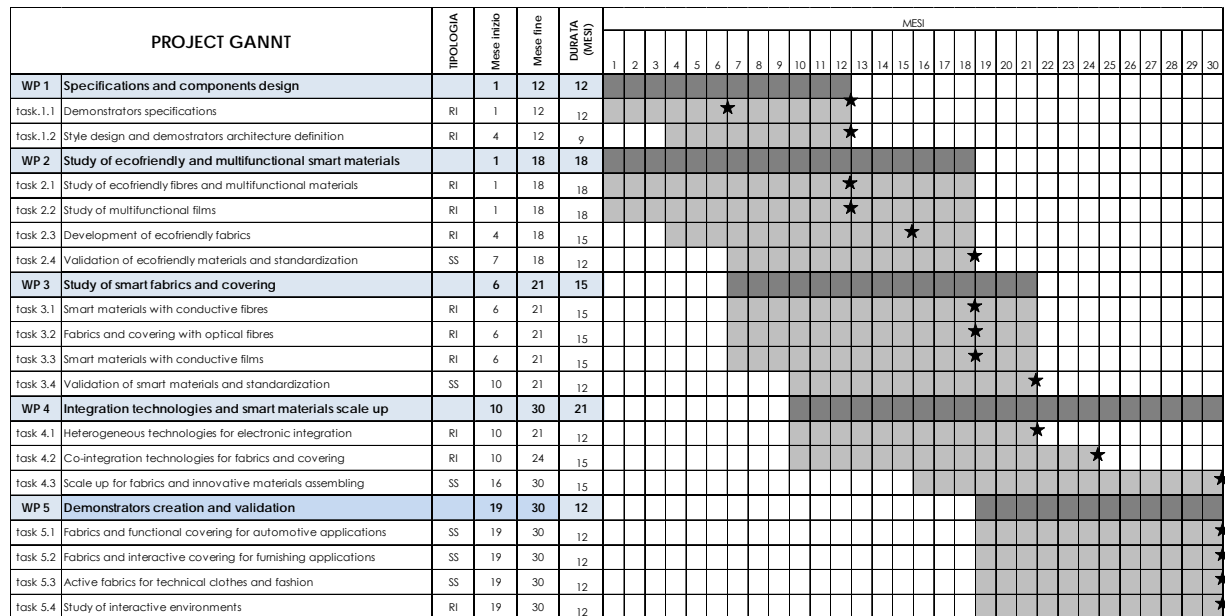 PROJECT GANNT TIPOLOGIA Mese inizio Mese fine DURATA (MESI) MESI
1 2 3 4 5 6 7 8 9 10 11 12 13 14 15 16 17 18 19 20 21 22 23 24 25 26 27 28 29 30
WP 1 Specifications and components design 1 12 12
task.1.1 Demonstrators specifications RI 1 12 12
task.1.2 Style design and demostrators architecture definition RI 4 12 9
WP 2 Study of ecofriendly and multifunctional smart materials 1 18 18
task 2.1 Study of ecofriendly fibres and multifunctional materials RI 1 18 18
task 2.2 Study of multifunctional films RI 1 18 18
task 2.3 Development of ecofriendly fabrics RI 4 18 15
task 2.4 Validation of ecofriendly materials and standardization SS 7 18 12
WP 3 Study of smart fabrics and covering 6 21 15
task 3.1 Smart materials with conductive fibres RI 6 21 15
task 3.2 Fabrics and covering with optical fibres RI 6 21 15
task 3.3 Smart materials with conductive films RI 6 21 15
task 3.4 Validation of smart materials and standardization SS 10 21 12
WP 4 Integration technologies and smart materials scale up 10 30 21
task 4.1 Heterogeneous technologies for electronic integration RI 10 21 12
task 4.2 Co-integration technologies for fabrics and covering RI 10 24 15
task 4.3 Scale up for fabrics and innovative materials assembling SS 16 30 15
WP 5 Demonstrators creation and validation 19 30 12
task 5.1 Fabrics and functional covering for automotive applications SS 19 30 12
task 5.2 Fabrics and interactive covering for furnishing applications SS 19 30 12
task 5.3 Active fabrics for technical clothes and fashion SS 19 30 12
task 5.4 Study of interactive environments RI 19 30 12